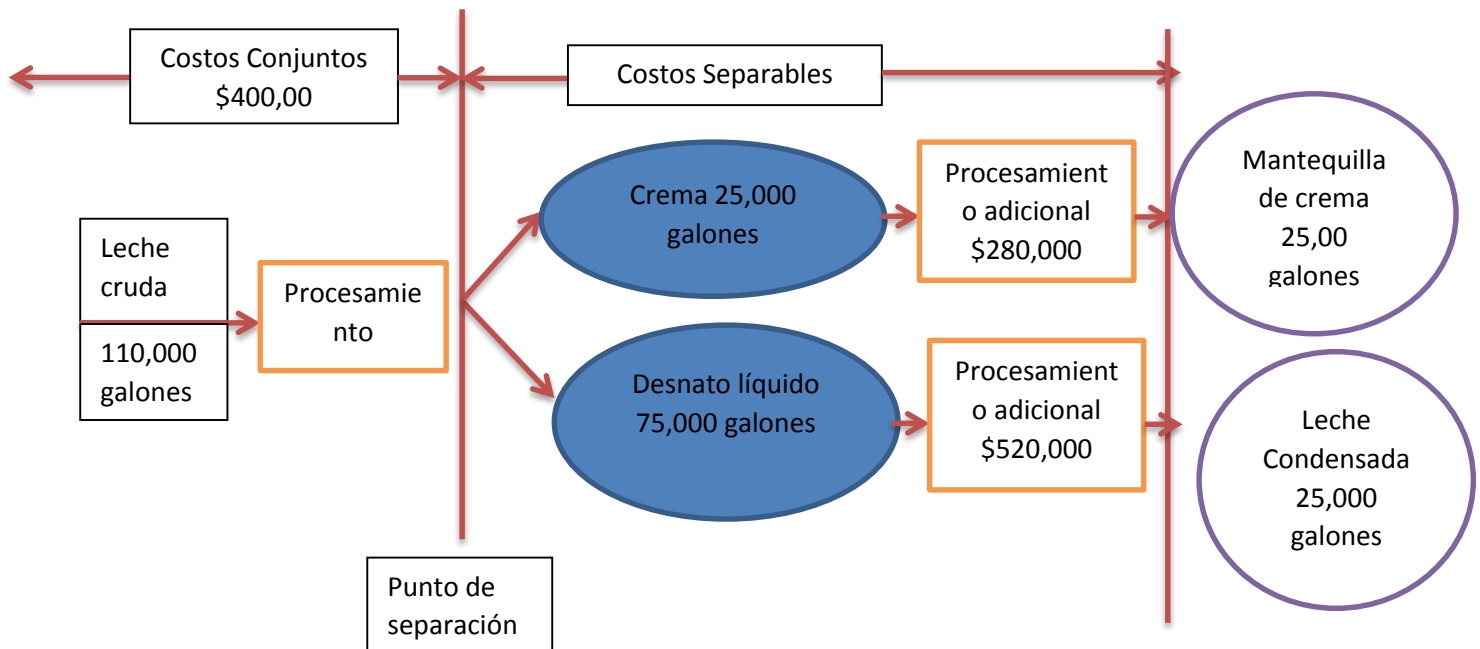 Costos Conjuntos
$400,00
Costos Separables
Leche
cruda
110,000
galones
Procesamie
nto
Crema 25,000
galones
Procesamient
o adicional
$280,000
Mantequilla
de crema
25,00
galones
Desnato líquido
75,000 galones
Procesamient
o adicional
$520,000
Leche
Condensada
25,000
galones
Punto de
separación